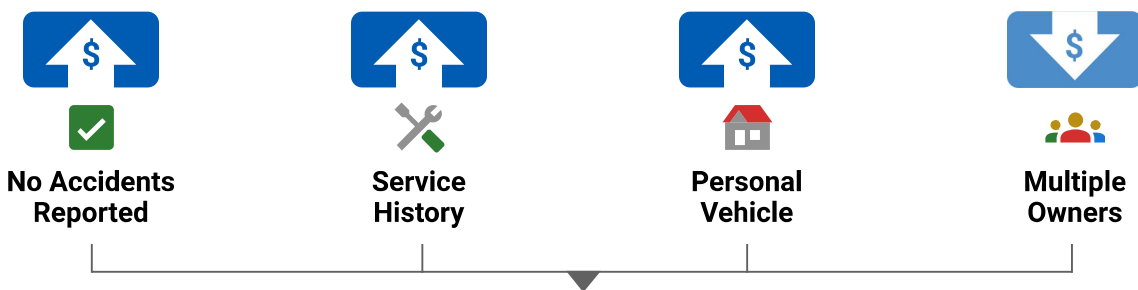 $ $ $ $
No Accidents Service Personal Multiple
Reported History Vehicle Owners